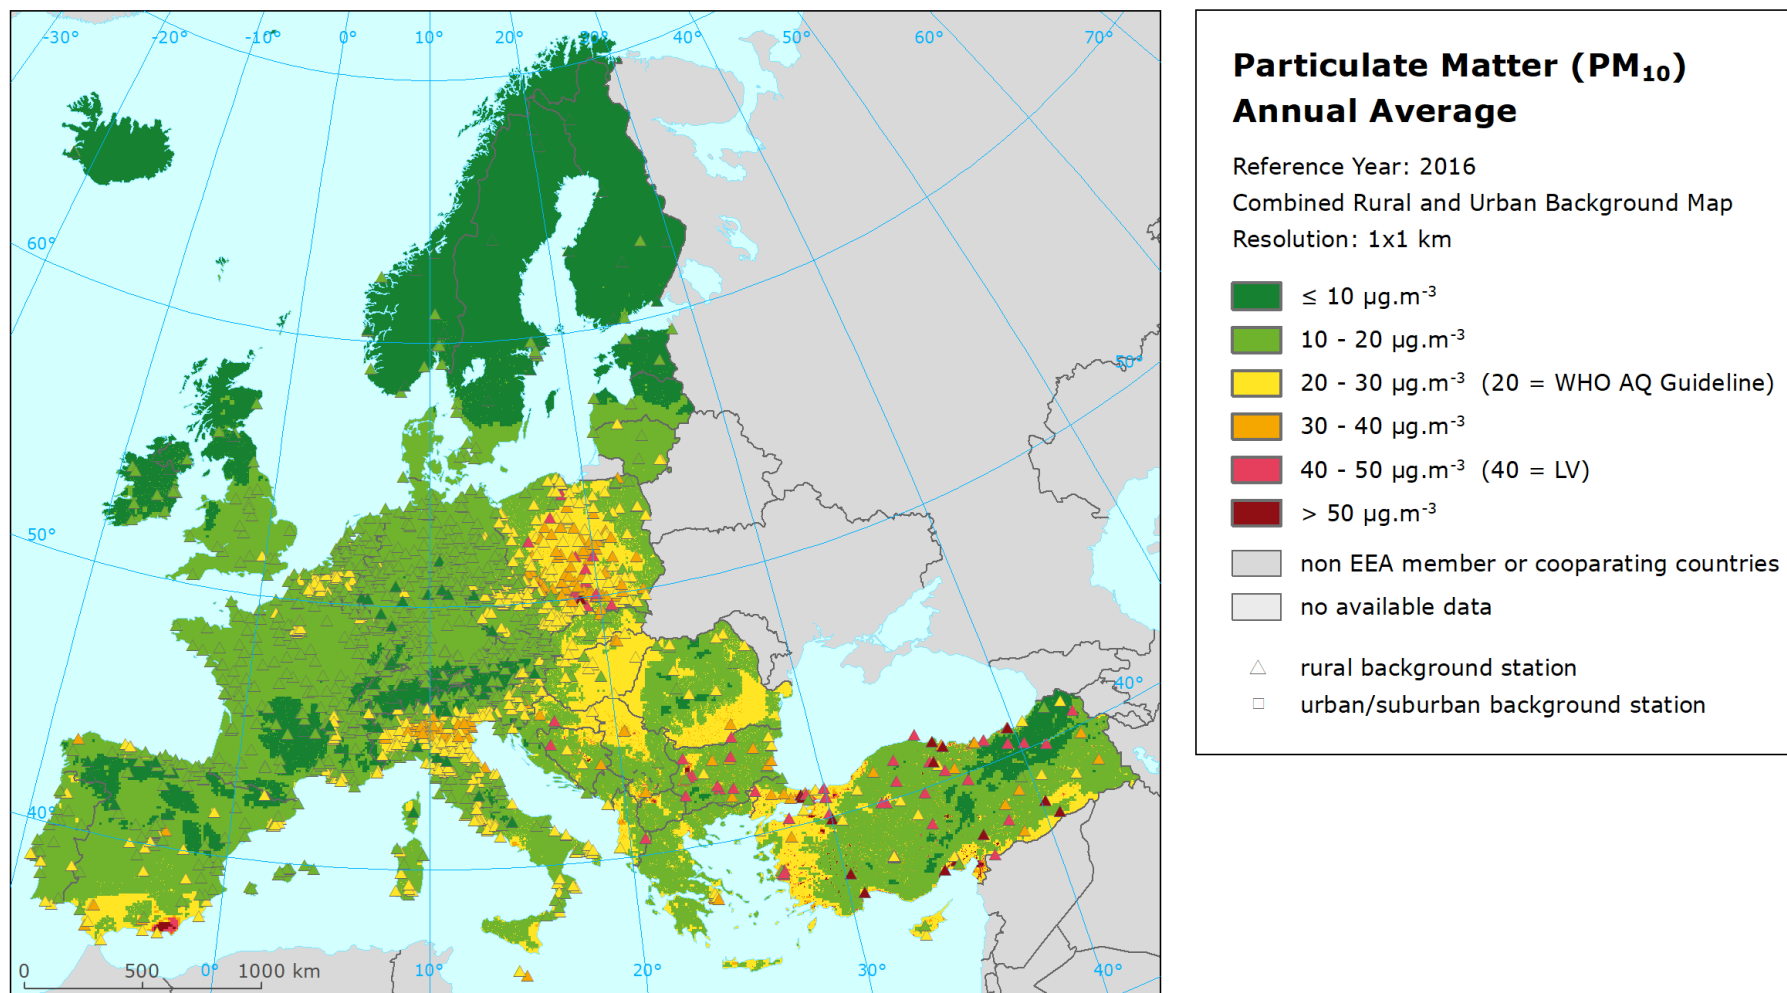 -30° -20° -10° 0° 10° 20° 30° 40° 50° 60° 70°
60°
50°
50°
40°
40°
0 500 0° 1000 km 10° 20° 30° 40°
Particulate Matter (PM₁₀)
Annual Average
Reference Year: 2016
Combined Rural and Urban Background Map
Resolution: 1x1 km
≤ 10 µg.m⁻³
10 - 20 µg.m⁻³
20 - 30 µg.m⁻³ (20 = WHO AQ Guideline)
30 - 40 µg.m⁻³
40 - 50 µg.m⁻³ (40 = LV)
> 50 µg.m⁻³
non EEA member or cooparating countries
no available data
rural background station
urban/suburban background station